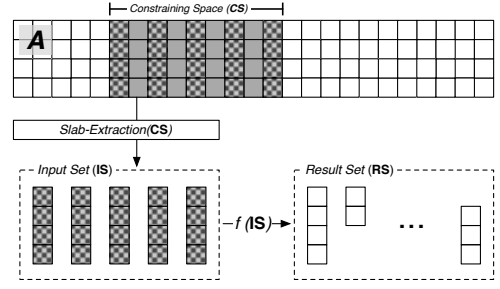 Constraining Space (CS)
A
Slab-Extraction(CS)
Input Set (IS)
Result Set (RS)
f (IS)
...